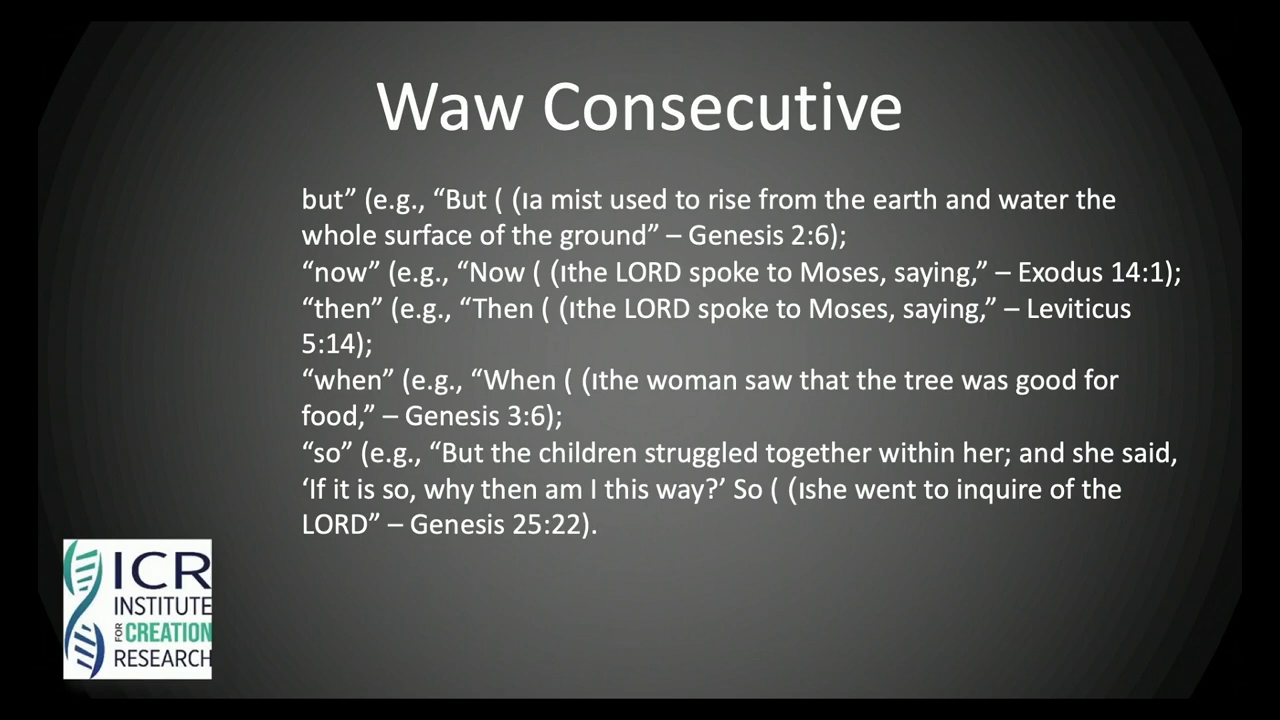 Waw Consecutive
but” (e.g., “But ( (ıa mist used to rise from the earth and water the
whole surface of the ground” – Genesis 2:6);
“now” (e.g., “Now ( (ıthe LORD spoke to Moses, saying,” – Exodus 14:1);
“then” (e.g., “Then ( (ıthe LORD spoke to Moses, saying,” – Leviticus
5:14);
“when” (e.g., “When ( (ıthe woman saw that the tree was good for
food,” – Genesis 3:6);
“so” (e.g., “But the children struggled together within her; and she said,
‘If it is so, why then am I this way?’ So ( (ıshe went to inquire of the
LORD” – Genesis 25:22).
ICR
INSTITUTE
FOR CREATION
RESEARCH